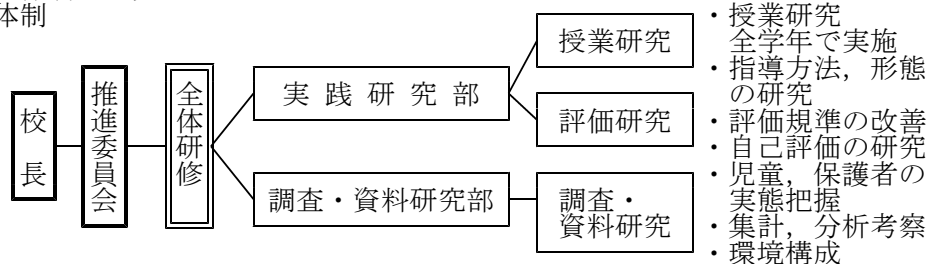 体制
校長
推進委員会
全体研修
実践研究部
調査・資料研究部
授業研究
評価研究
調査・
資料研究
・授業研究
全学年で実施
・指導方法，形態
の研究
・評価規準の改善
・自己評価の研究
・児童，保護者の
実態把握
・集計，分析考察
・環境構成